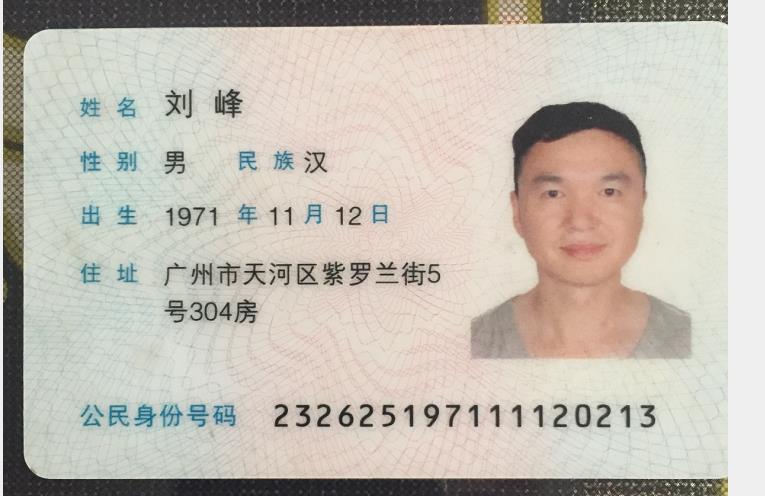 姓名 刘峰
性别 男 民族 汉
出生 1971 年 11 月 12 日
住址 广州市天河区紫罗兰街5
号304房
公民身份号码 232625197111120213